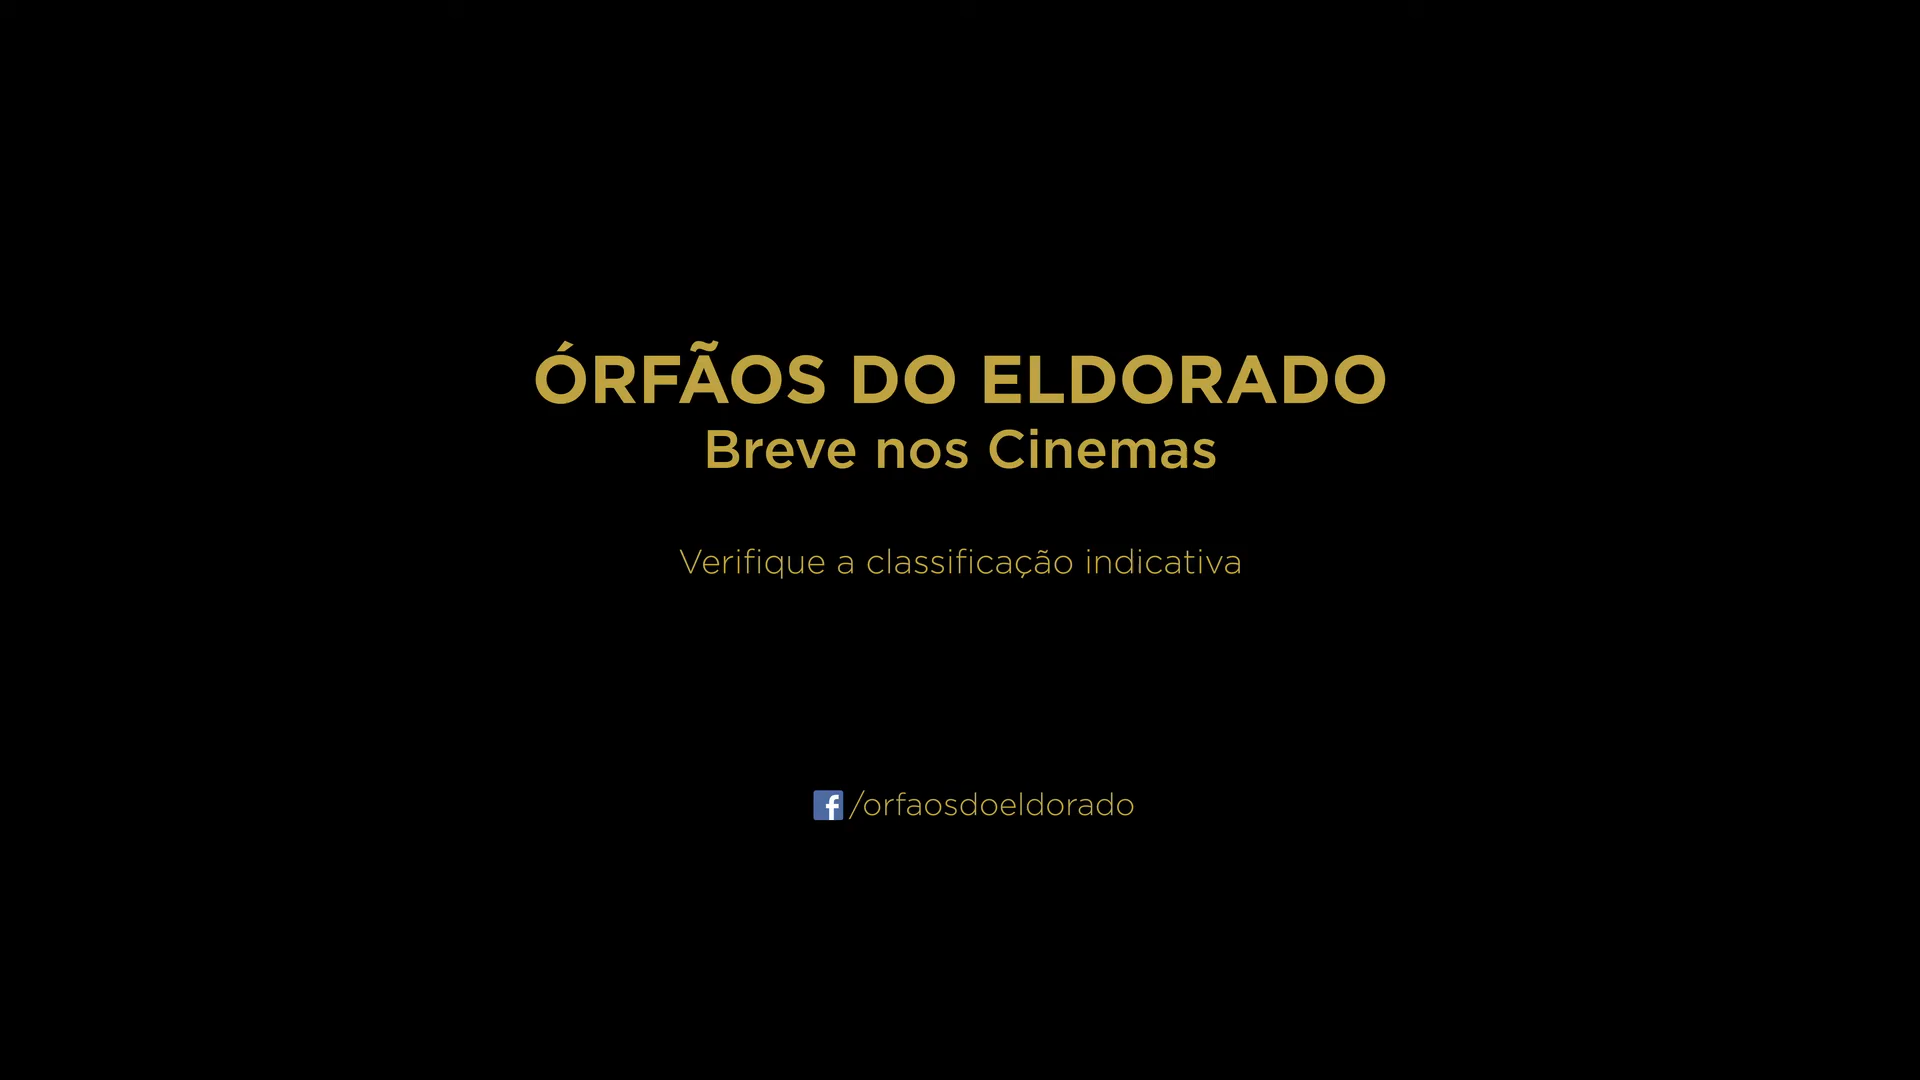 ÓRFÃOS DO ELDORADO
Breve nos Cinemas
Verifique a classificação indicativa
f /orfaosdoeldorado